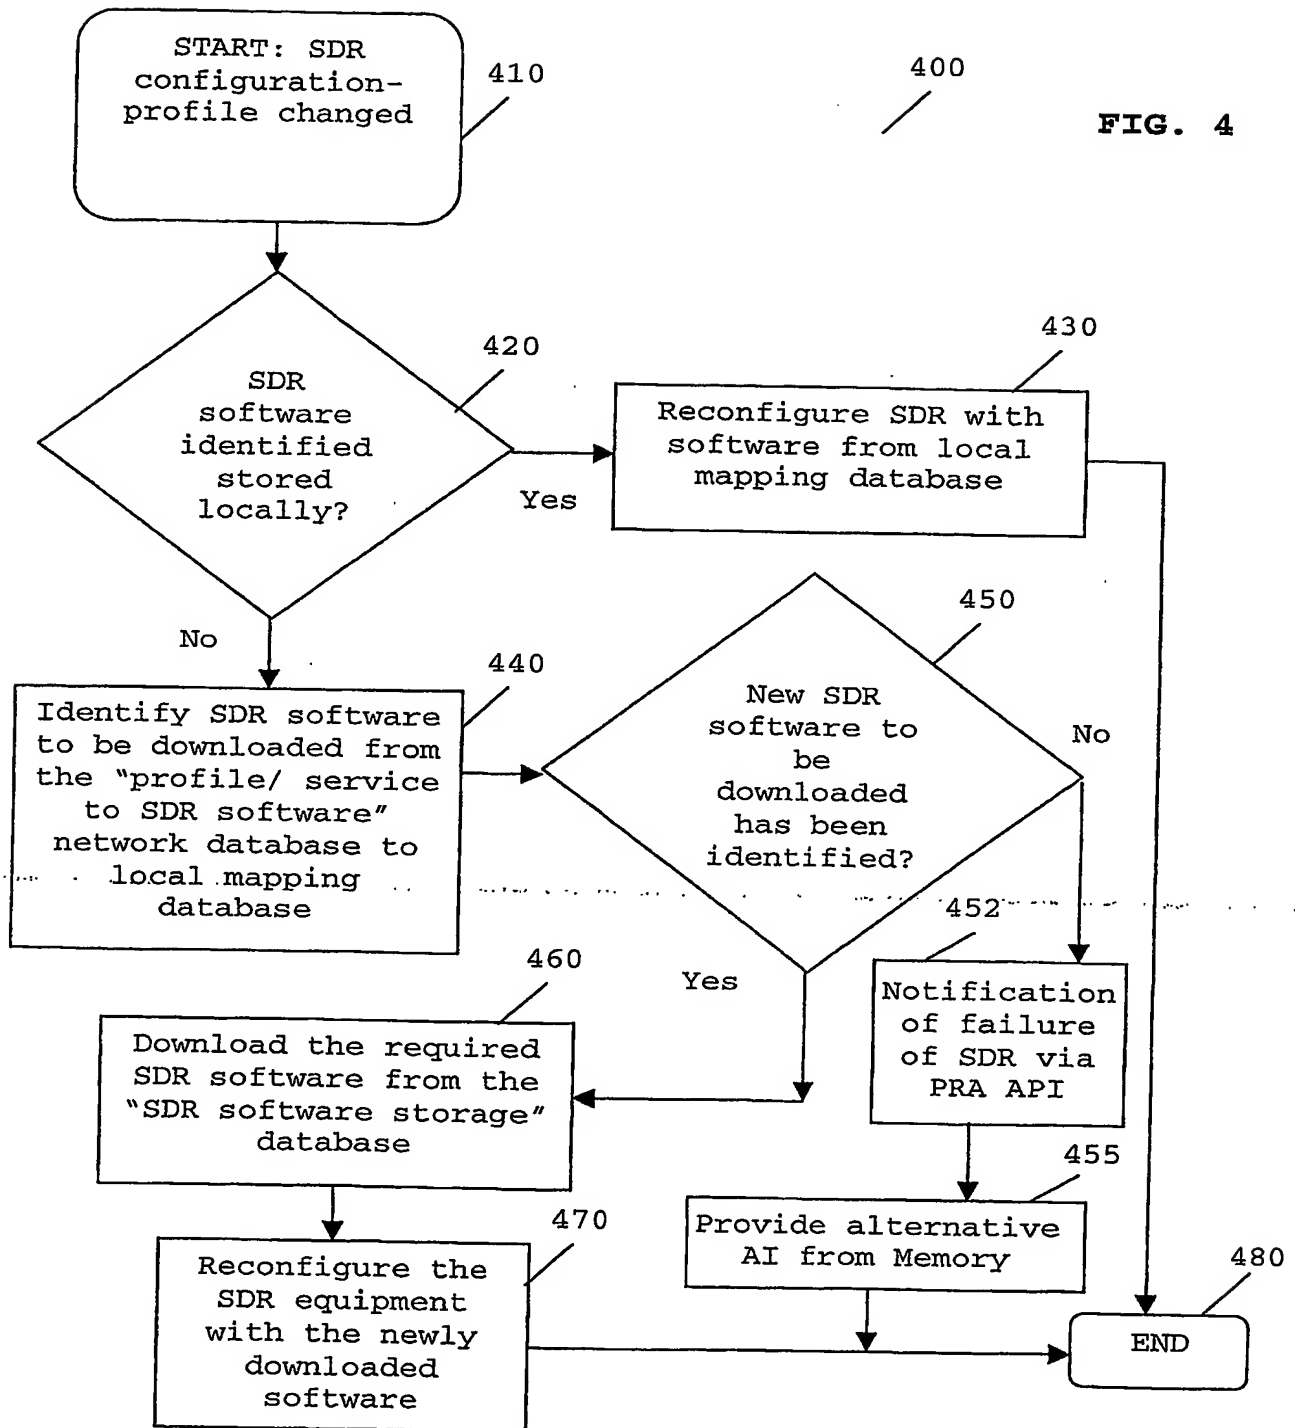 START: SDR
configuration-
profile changed
410
400
FIG. 4
420
SDR
software
identified
stored
locally?
Yes
No
430
Reconfigure SDR with
software from local
mapping database
440
Identify SDR software
to be downloaded from
the "profile/ service
to SDR software"
network database to
local mapping
database
450
New SDR
software to
be
downloaded
has been
identified?
No
Yes
452
Notification
of failure
of SDR via
PRA API
455
Provide alternative
AI from Memory
460
Download the required
SDR software from the
"SDR software storage"
database
470
Reconfigure the
SDR equipment
with the newly
downloaded
software
480
END